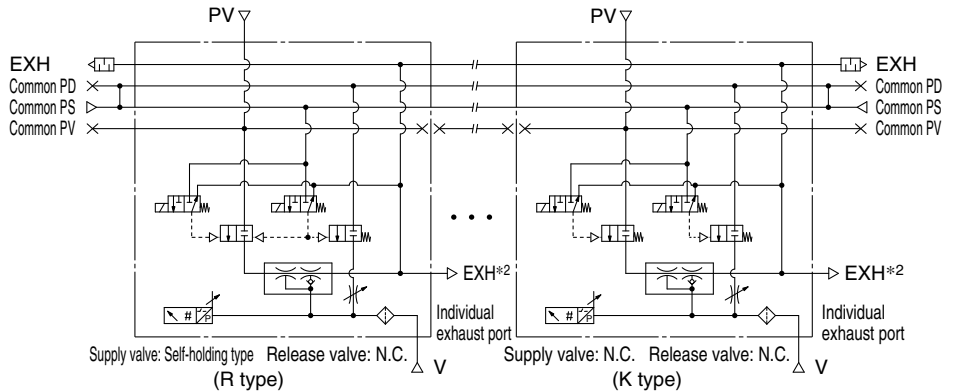 PV PV
EXH EXH
Common PD Common PD
Common PS Common PS
Common PV Common PV
• • •
EXH*2 EXH*2
# P # P
Individual exhaust port Individual exhaust port
Supply valve: Self-holding type Release valve: N.C. V Supply valve: N.C. Release valve: N.C. V
(R type) (K type)